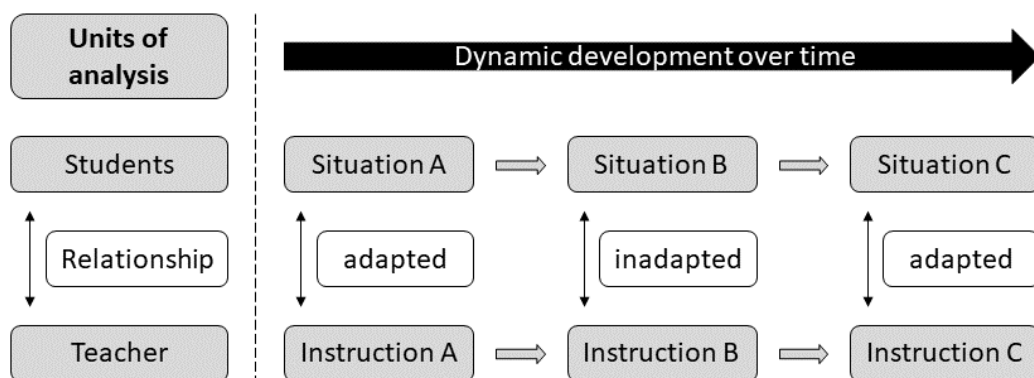 Units of
analysis
Dynamic development over time
Students
Situation A
Situation B
Situation C
Relationship
adapted
inadapted
adapted
Teacher
Instruction A
Instruction B
Instruction C